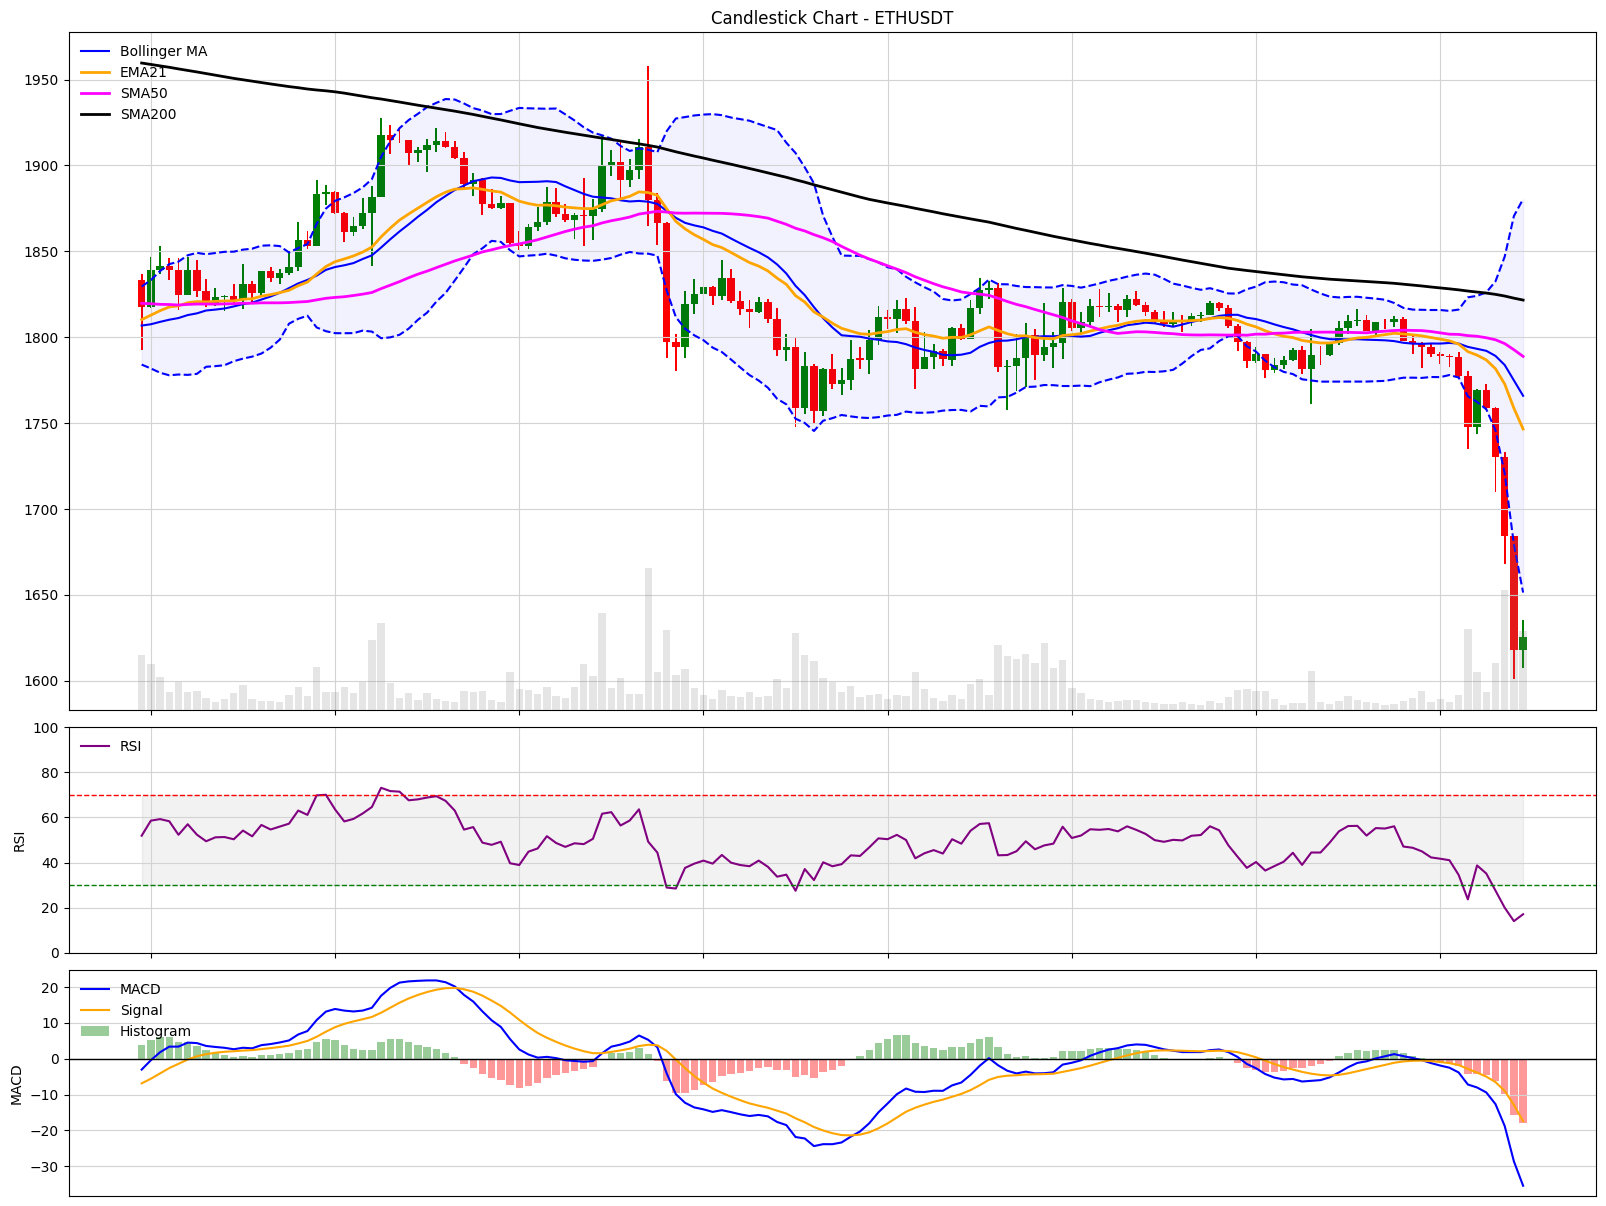 Candlestick Chart - ETHUSDT
Bollinger MA
EMA21
SMA50
SMA200
1950
1900
1850
1800
1750
1700
1650
1600
RSI
100
80
60
40
20
0
RSI
MACD
Signal
Histogram
20
10
0
−10
−20
−30
MACD